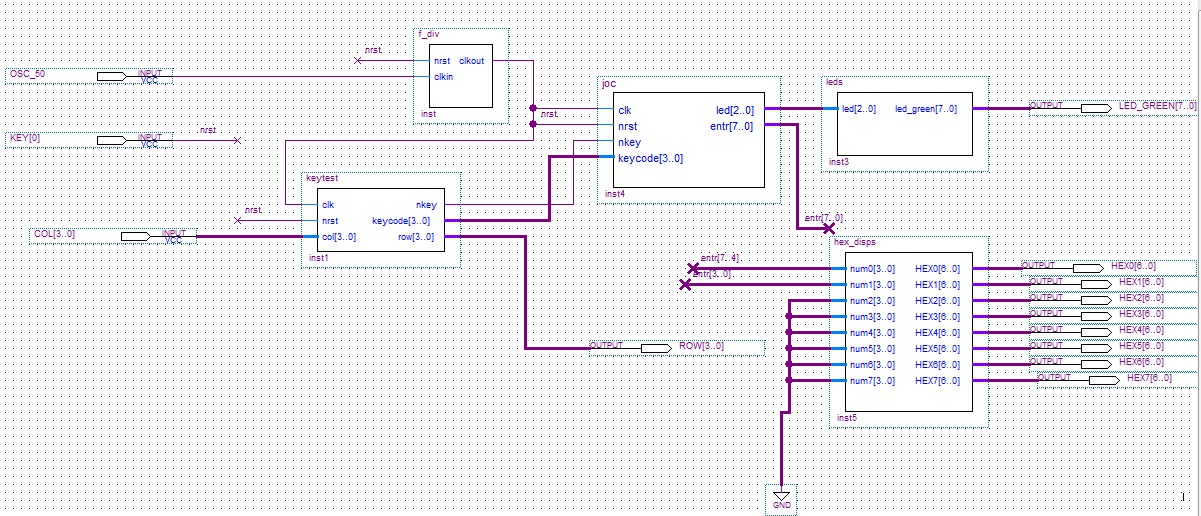 f_div
nrst
nrst clkout
clkin
inst
OSC_50
INPUT
VCC
KEY[0]
INPUT
VCC
nrst
joc
clk
nrst
nkey
keycode[3..0]
led[2..0]
entr[7..0]
inst4
nrst
leds
led[2..0] led_green[7..0]
inst3
OUTPUT
LED_GREEN[7..0]
keytest
clk nkey
nrst keycode[3..0]
col[3..0] row[3..0]
inst1
nrst
COL[3..0]
INPUT
VCC
OUTPUT
ROW[3..0]
entr[7..0]
entr[7..4]
entr[3..0]
hex_disps
num0[3..0] HEX0[6..0]
num1[3..0] HEX1[6..0]
num2[3..0] HEX2[6..0]
num3[3..0] HEX3[6..0]
num4[3..0] HEX4[6..0]
num5[3..0] HEX5[6..0]
num6[3..0] HEX6[6..0]
num7[3..0] HEX7[6..0]
inst5
OUTPUT HEX0[6..0]
OUTPUT HEX1[6..0]
OUTPUT HEX2[6..0]
OUTPUT HEX3[6..0]
OUTPUT HEX4[6..0]
OUTPUT HEX5[6..0]
OUTPUT HEX6[6..0]
OUTPUT HEX7[6..0]
GND